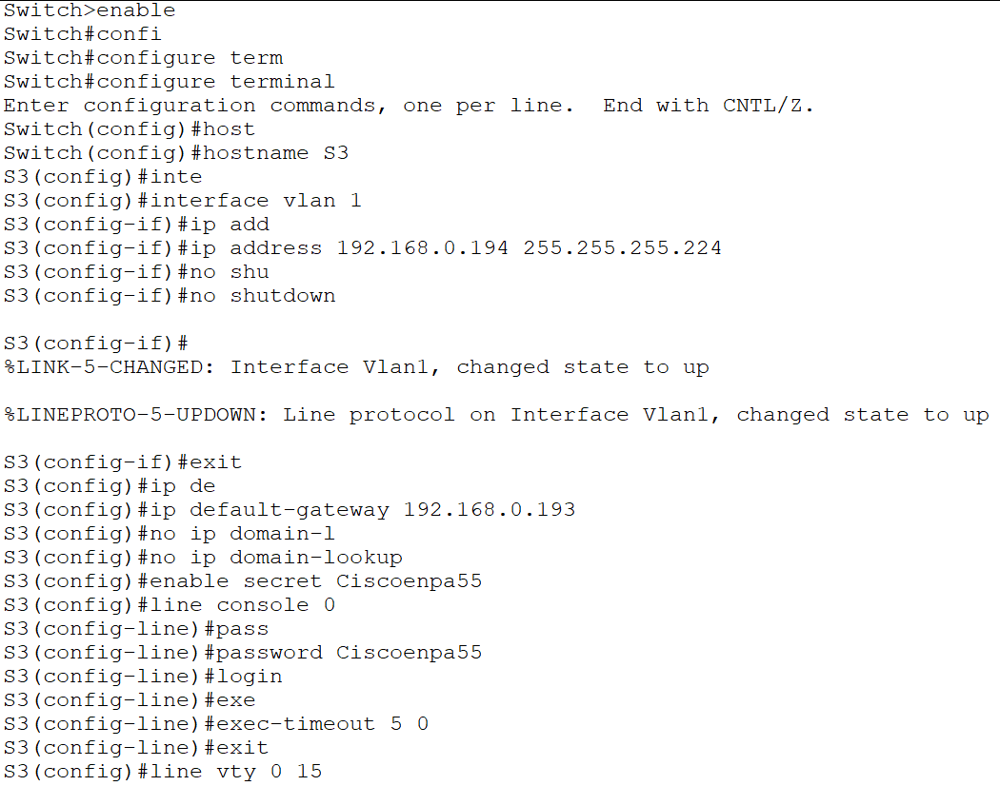 Switch>enable
Switch#confi
Switch#configure term
Switch#configure terminal
Enter configuration commands, one per line.  End with CNTL/Z.
Switch(config)#host
Switch(config)#hostname S3
S3(config)#inte
S3(config)#interface vlan 1
S3(config-if)#ip add
S3(config-if)#ip address 192.168.0.194 255.255.255.224
S3(config-if)#no shu
S3(config-if)#no shutdown
S3(config-if)#
%LINK-5-CHANGED: Interface Vlan1, changed state to up
%LINEPROTO-5-UPDOWN: Line protocol on Interface Vlan1, changed state to up
S3(config-if)#exit
S3(config)#ip de
S3(config)#ip default-gateway 192.168.0.193
S3(config)#no ip domain-l
S3(config)#no ip domain-lookup
S3(config)#enable secret Ciscoenpa55
S3(config)#line console 0
S3(config-line)#pass
S3(config-line)#password Ciscoenpa55
S3(config-line)#login
S3(config-line)#exe
S3(config-line)#exec-timeout 5 0
S3(config-line)#exit
S3(config)#line vty 0 15